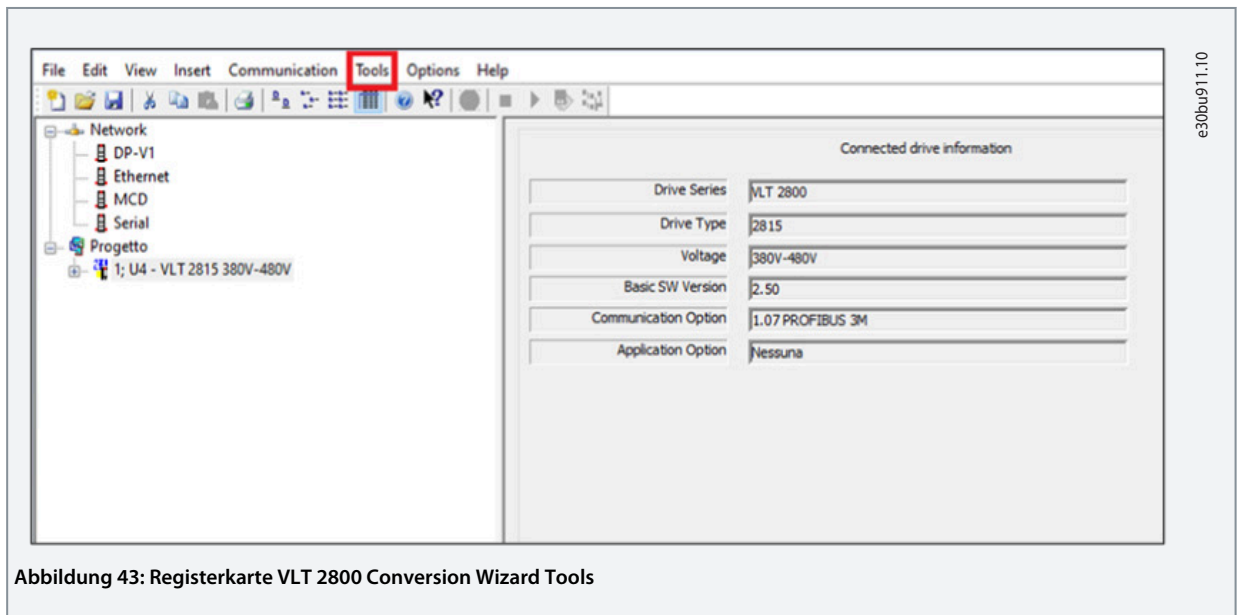 File Edit View Insert Communication Tools Options Help
Network
DP-V1
Ethernet
MCD
Serial
Progetto
1; U4 - VLT 2815 380V-480V
Connected drive information
Drive Series VLT 2800
Drive Type 2815
Voltage 380V-480V
Basic SW Version 2.50
Communication Option 1.07 PROFIBUS 3M
Application Option Nessuna
e30bu911.10
Abbildung 43: Registerkarte VLT 2800 Conversion Wizard Tools